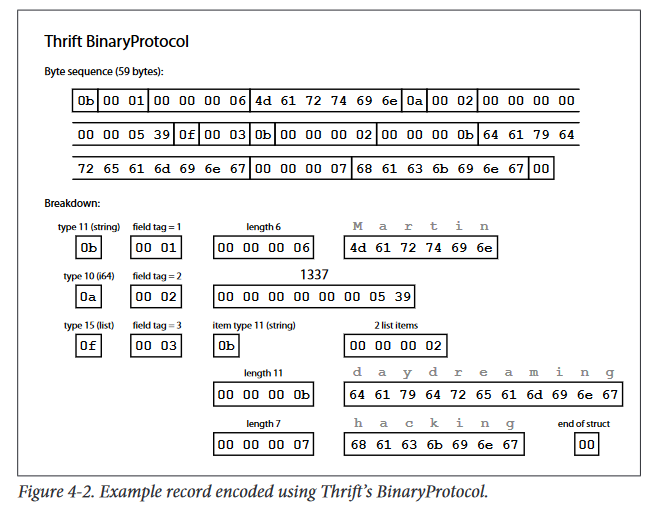 Thrift BinaryProtocol
Byte sequence (59 bytes):
0b 00 01 00 00 00 06 4d 61 72 74 69 6e 0a 00 02 00 00 00 00
00 00 05 39 0f 00 03 0b 00 00 00 02 00 00 00 0b 64 61 79 64
72 65 61 6d 69 6e 67 00 00 00 07 68 61 63 6b 69 6e 67 00
Breakdown:
type 11 (string) field tag = 1 length 6 M a r t i n
0b 00 01 00 00 00 06 4d 61 72 74 69 6e
type 10 (i64) field tag = 2 1337
0a 00 02 00 00 00 00 00 00 05 39
type 15 (list) field tag = 3 item type 11 (string) 2 list items
0f 00 03 0b 00 00 00 02
length 11 d a y d r e a m i n g
00 00 00 0b 64 61 79 64 72 65 61 6d 69 6e 67
length 7 h a c k i n g end of struct
00 00 00 07 68 61 63 6b 69 6e 67 00
Figure 4-2. Example record encoded using Thrift's BinaryProtocol.